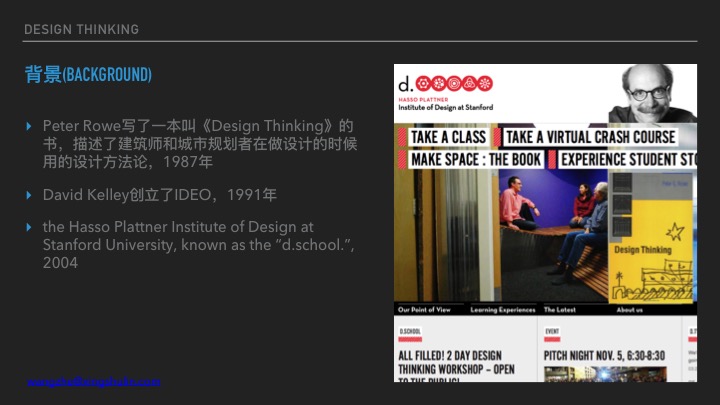 DESIGN THINKING
背景(BACKGROUND)
Peter Rowe写了一本叫《Design Thinking》的
书，描述了建筑师和城市规划者在做设计的时候
用的设计方法论，1987年
David Kelley创立了IDEO，1991年
the Hasso Plattner Institute of Design at
Stanford University, known as the “d.school.”,
2004
d.
HASSO PLATTNER
Institute of Design at Stanford
TAKE A CLASS
TAKE A VIRTUAL CRASH COURSE
MAKE SPACE : THE BOOK
EXPERIENCE STUDENT STO
Design Thinking
Our Point of View
Learning Experiences
The Latest
About us
D.SCHOOL
EVENT
ALL FILLED! 2 DAY DESIGN
THINKING WORKSHOP – OPEN
TO THE PUBLIC!
PITCH NIGHT NOV. 5, 6:30-8:30